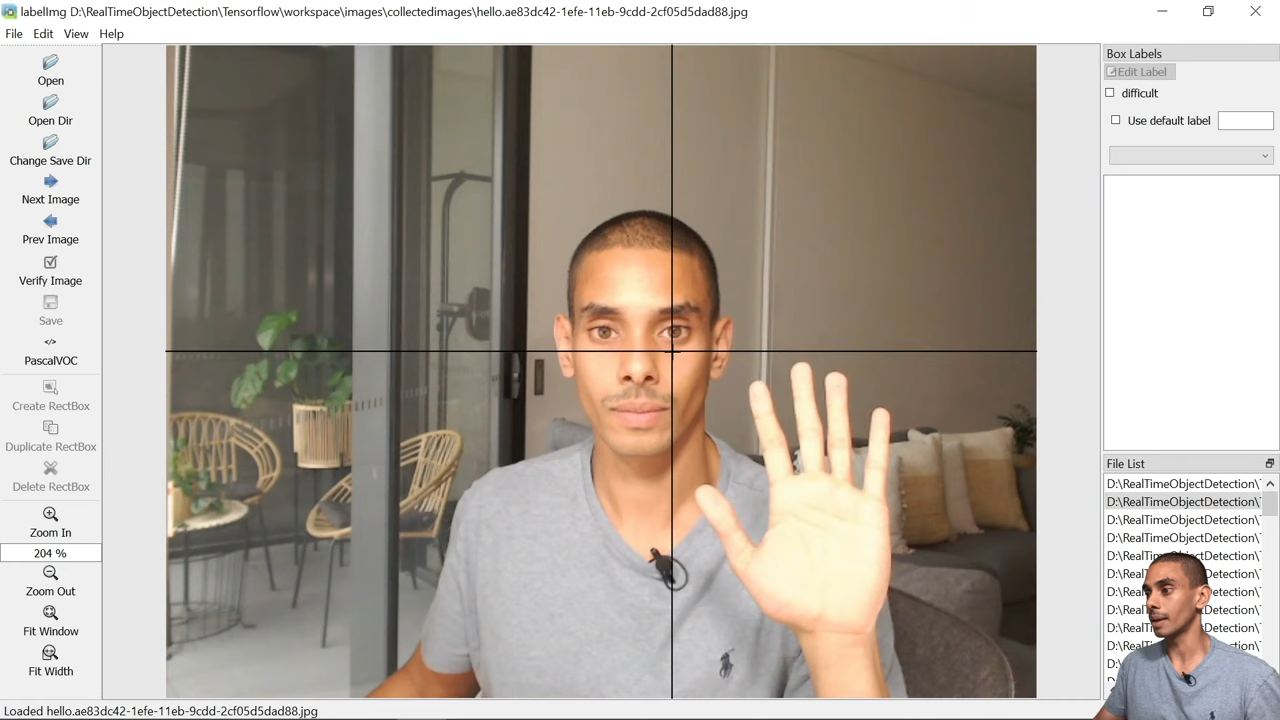 labelImg D:\RealTimeObjectDetection\Tensorflow\workspace\images\collectedimages\hello.ae83dc42-1efe-11eb-9cdd-2cf05d5dad88.jpg
File Edit View Help
Open
Open Dir
Change Save Dir
Next Image
Prev Image
Verify Image
Save
</>
PascalVOC
Create RectBox
Duplicate RectBox
Delete RectBox
Zoom In
204 %
Zoom Out
Fit Window
Fit Width
Box Labels
Edit Label
difficult
Use default label
File List
D:\RealTimeObjectDetection\
D:\RealTimeObjectDetection\
D:\RealTimeObjectDetection\
D:\RealTimeObjectDetection\
D:\RealTimeObjectDetection\
Loaded hello.ae83dc42-1efe-11eb-9cdd-2cf05d5dad88.jpg